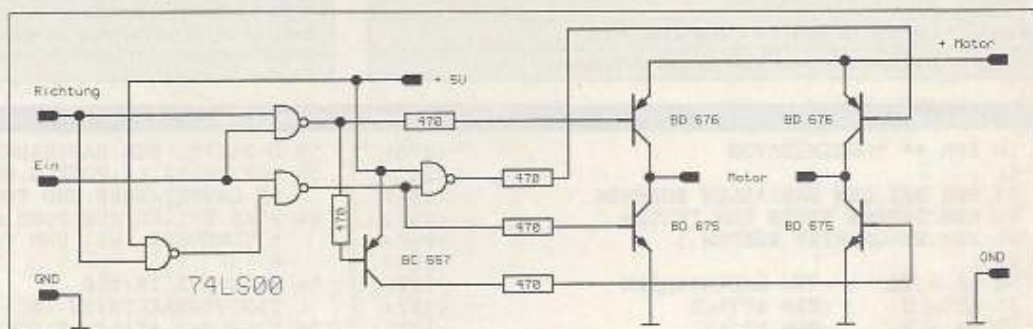 + Motor
+ 5V
Richtung
470
BD 676
BD 676
Ein
470
Motor
470
470
BD 675
BD 675
BC 557
GND
74LS00
470
GND